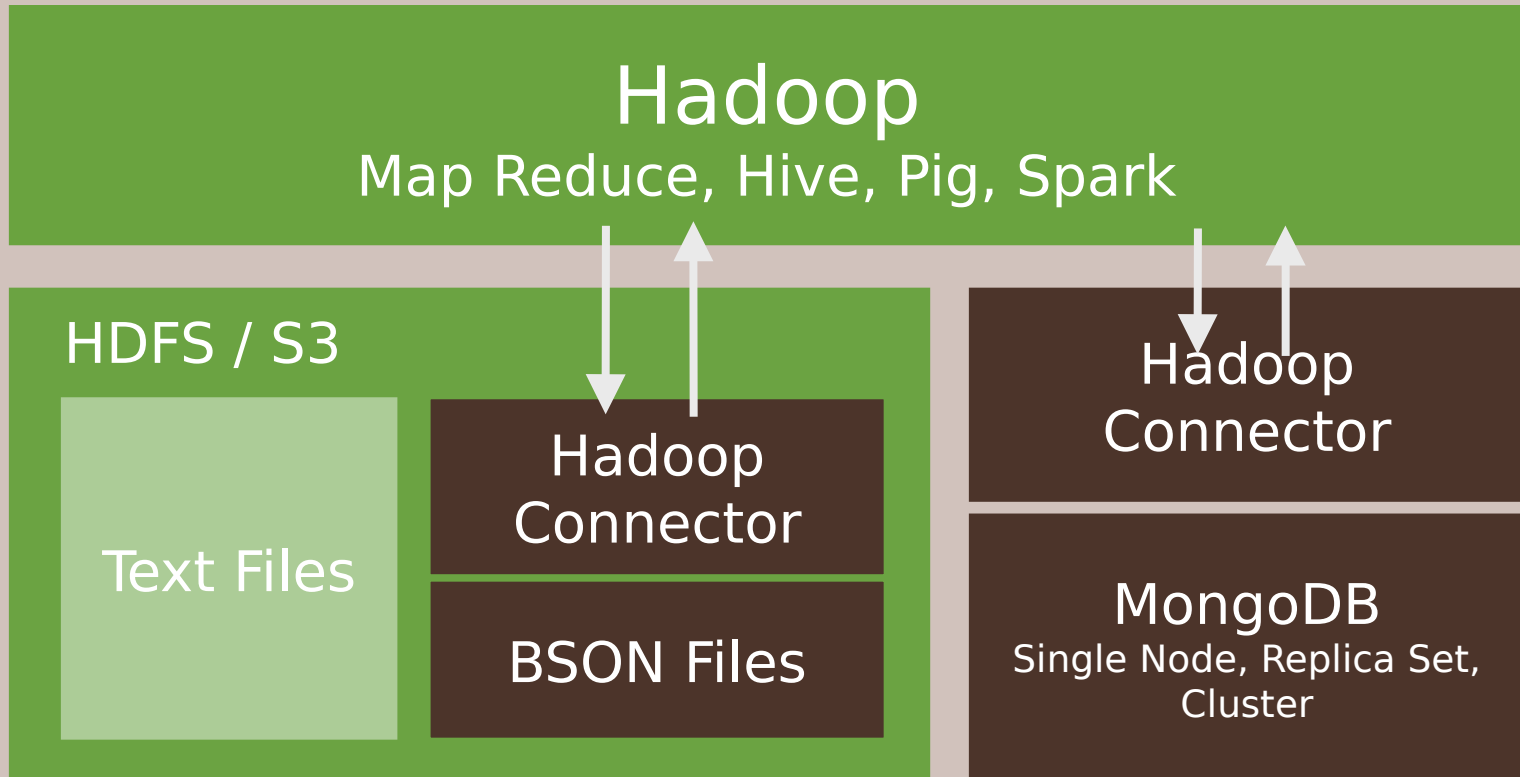 Hadoop
Map Reduce, Hive, Pig, Spark
HDFS / S3
Text Files
Hadoop
Connector
BSON Files
Hadoop
Connector
MongoDB
Single Node, Replica Set,
Cluster